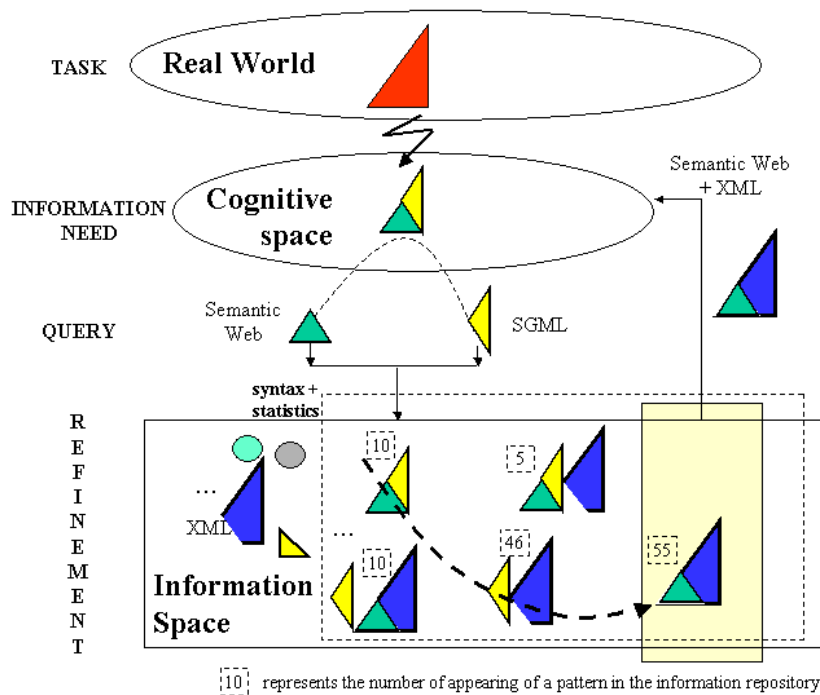 TASK
Real World
INFORMATION
NEED
Cognitive
space
Semantic Web
+ XML
QUERY
Semantic
Web
SGML
syntax +
statistics
REFINEMENT
10
5
...
XML
...
10
46
55
Information
Space
10 represents the number of appearing of a pattern in the information repository